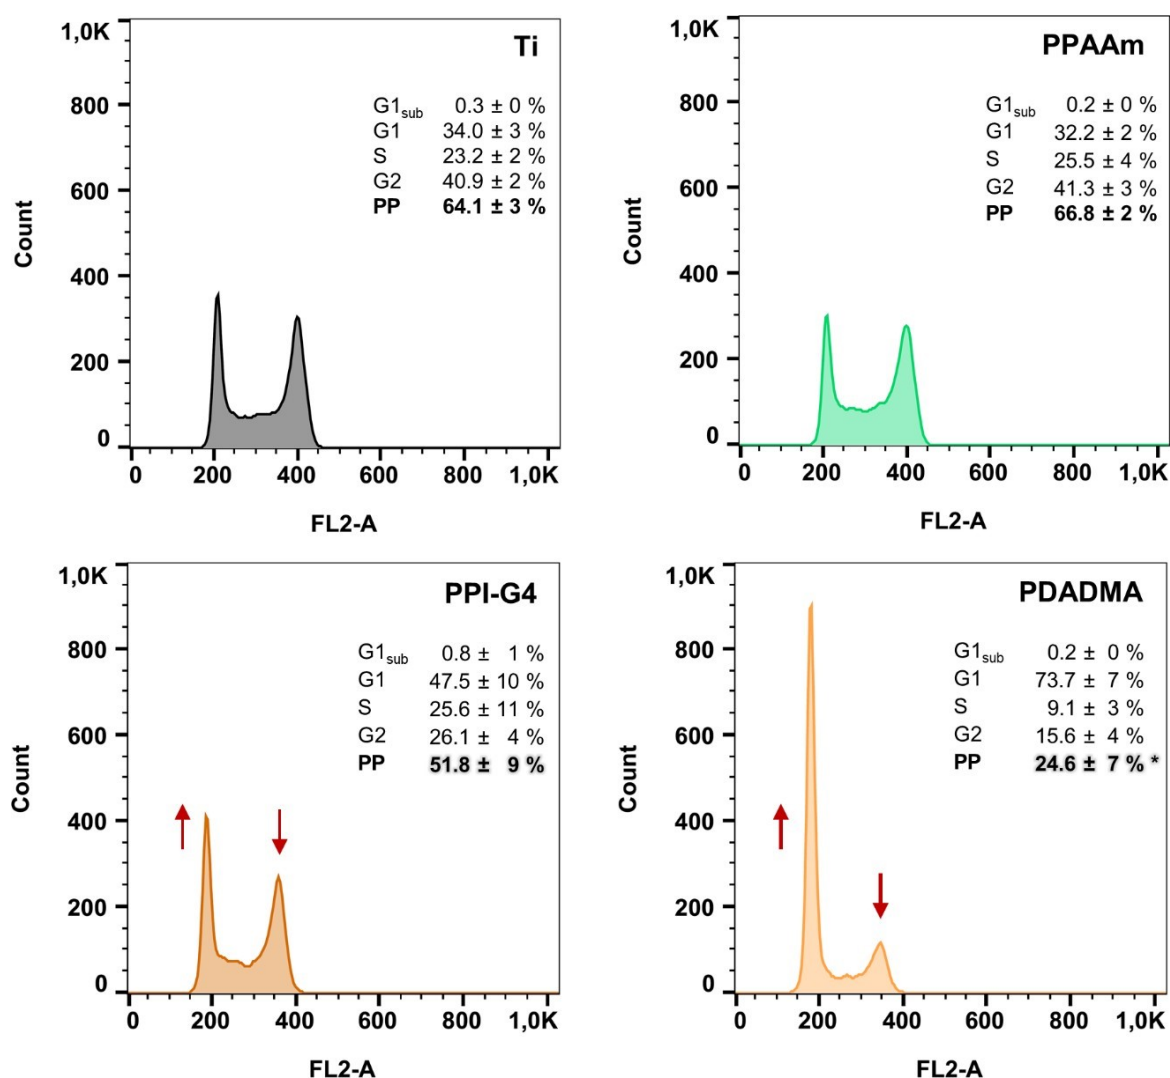 Ti
G1sub 0.3 ± 0 %
G1 34.0 ± 3 %
S 23.2 ± 2 %
G2 40.9 ± 2 %
PP 64.1 ± 3 %
1,0K
800
600
400
200
0
Count
0 200 400 600 800 1,0K
FL2-A
PPAAm
G1sub 0.2 ± 0 %
G1 32.2 ± 2 %
S 25.5 ± 4 %
G2 41.3 ± 3 %
PP 66.8 ± 2 %
1,0K
800
600
400
200
0
Count
0 200 400 600 800 1,0K
FL2-A
PPI-G4
G1sub 0.8 ± 1 %
G1 47.5 ± 10 %
S 25.6 ± 11 %
G2 26.1 ± 4 %
PP 51.8 ± 9 %
1,0K
800
600
400
200
0
Count
0 200 400 600 800 1,0K
FL2-A
PDADMA
G1sub 0.2 ± 0 %
G1 73.7 ± 7 %
S 9.1 ± 3 %
G2 15.6 ± 4 %
PP 24.6 ± 7 % *
1,0K
800
600
400
200
0
Count
0 200 400 600 800 1,0K
FL2-A